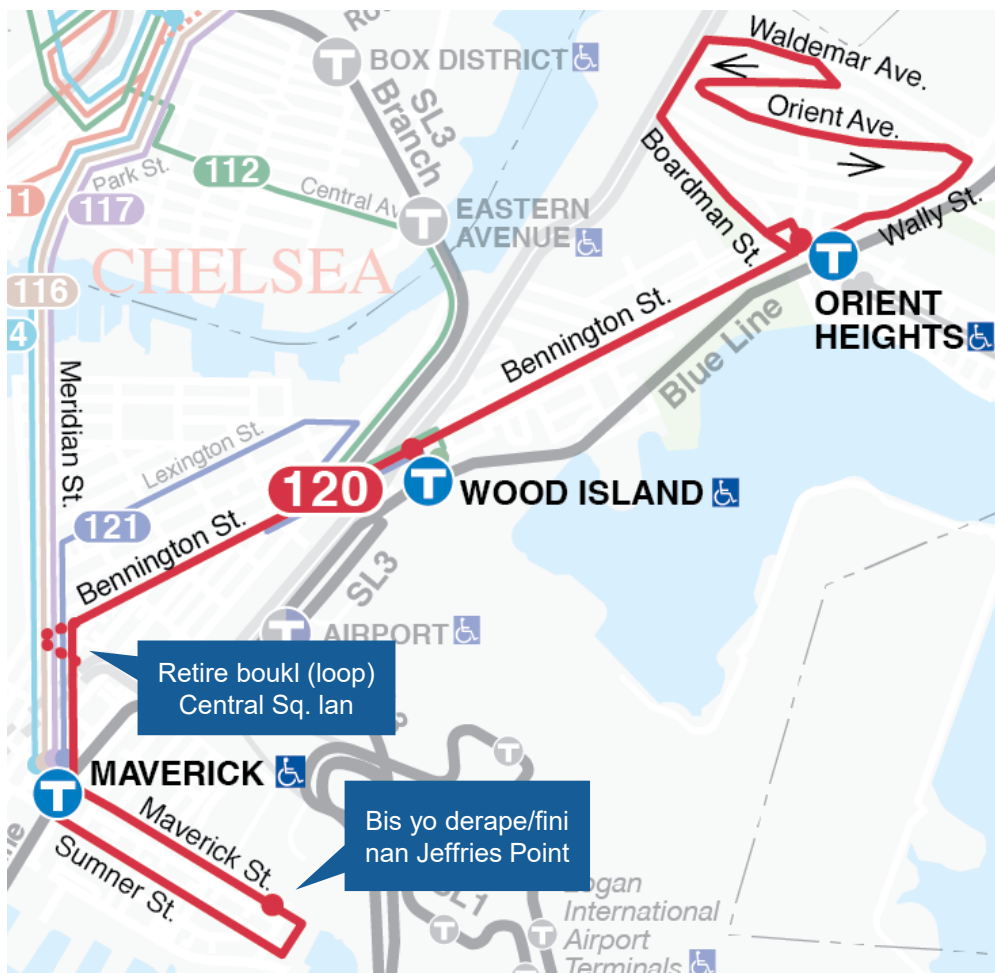 Waldemar Ave.
BOX DISTRICT
SL3
Branch
Orient Ave.
Park St.
112
Central Av
Boardman St.
117
EASTERN
AVENUE
Wally St.
CHELSEA
116
4
ORIENT
HEIGHTS
Bennington St.
Blue Line
Meridian St.
Lexington St.
120
WOOD ISLAND
121
Bennington St.
SL3
AIRPORT
Retire boukl (loop)
Central Sq. lan
MAVERICK
Bis yo derape/fini
nan Jeffries Point
Maverick St.
Sumner St.
SL1
Logan
International
Airport
Terminals